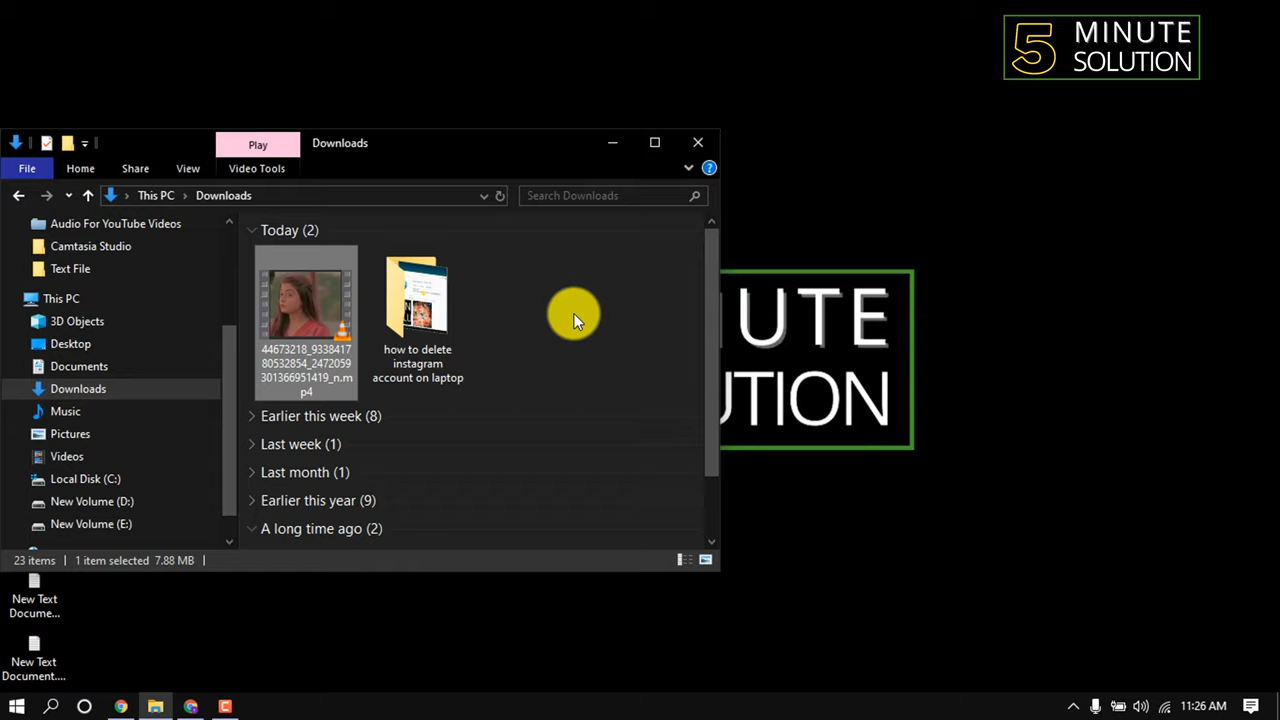 5 MINUTE
SOLUTION
Play
Downloads
File
Home
Share
View
Video Tools
?
This PC
Downloads
Search Downloads
Audio For YouTube Videos
Camtasia Studio
Text File
This PC
3D Objects
Desktop
Documents
Downloads
Music
Pictures
Videos
Local Disk (C:)
New Volume (D:)
New Volume (E:)
Today (2)
44673218_9338417
80532854_2472059
301366951419_n.m
p4
how to delete
instagram
account on laptop
Earlier this week (8)
Last week (1)
Last month (1)
Earlier this year (9)
A long time ago (2)
23 items
1 item selected 7.88 MB
UTE
UTION
New Text
Docume...
New Text
Document....
11:26 AM